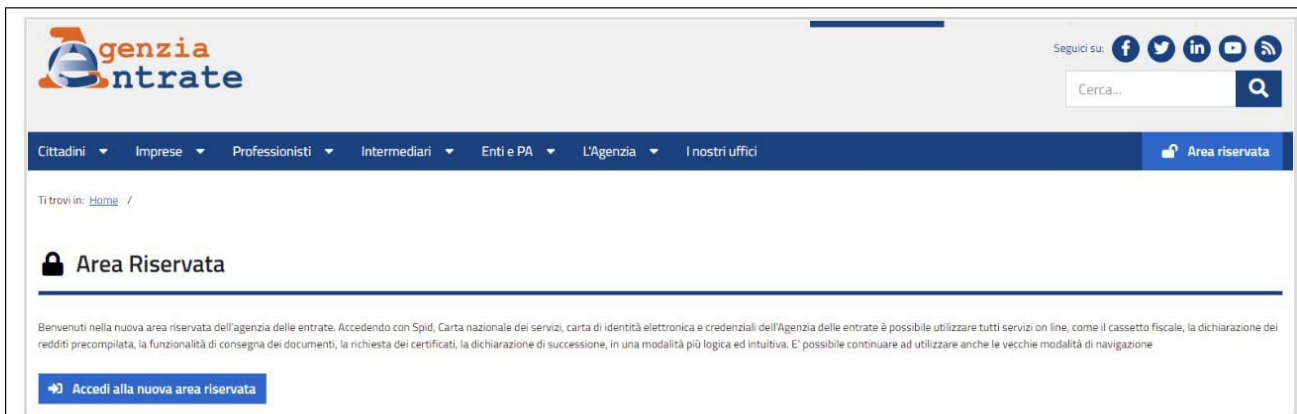 Agenzia
Entrate
Seguici su:
Cerca...
Cittadini Imprese Professionisti Intermediari Enti e PA L'Agenzia I nostri uffici Area riservata
Ti trovi in: Home /
Area Riservata
Benvenuti nella nuova area riservata dell'agenzia delle entrate. Accedendo con Spid, Carta nazionale dei servizi, carta di identità elettronica e credenziali dell'Agenzia delle entrate è possibile utilizzare tutti servizi on line, come il cassetto fiscale, la dichiarazione dei
redditi precompilata, la funzionalità di consegna dei documenti, la richiesta dei certificati, la dichiarazione di successione, in una modalità più logica ed intuitiva. E' possibile continuare ad utilizzare anche le vecchie modalità di navigazione
Accedi alla nuova area riservata